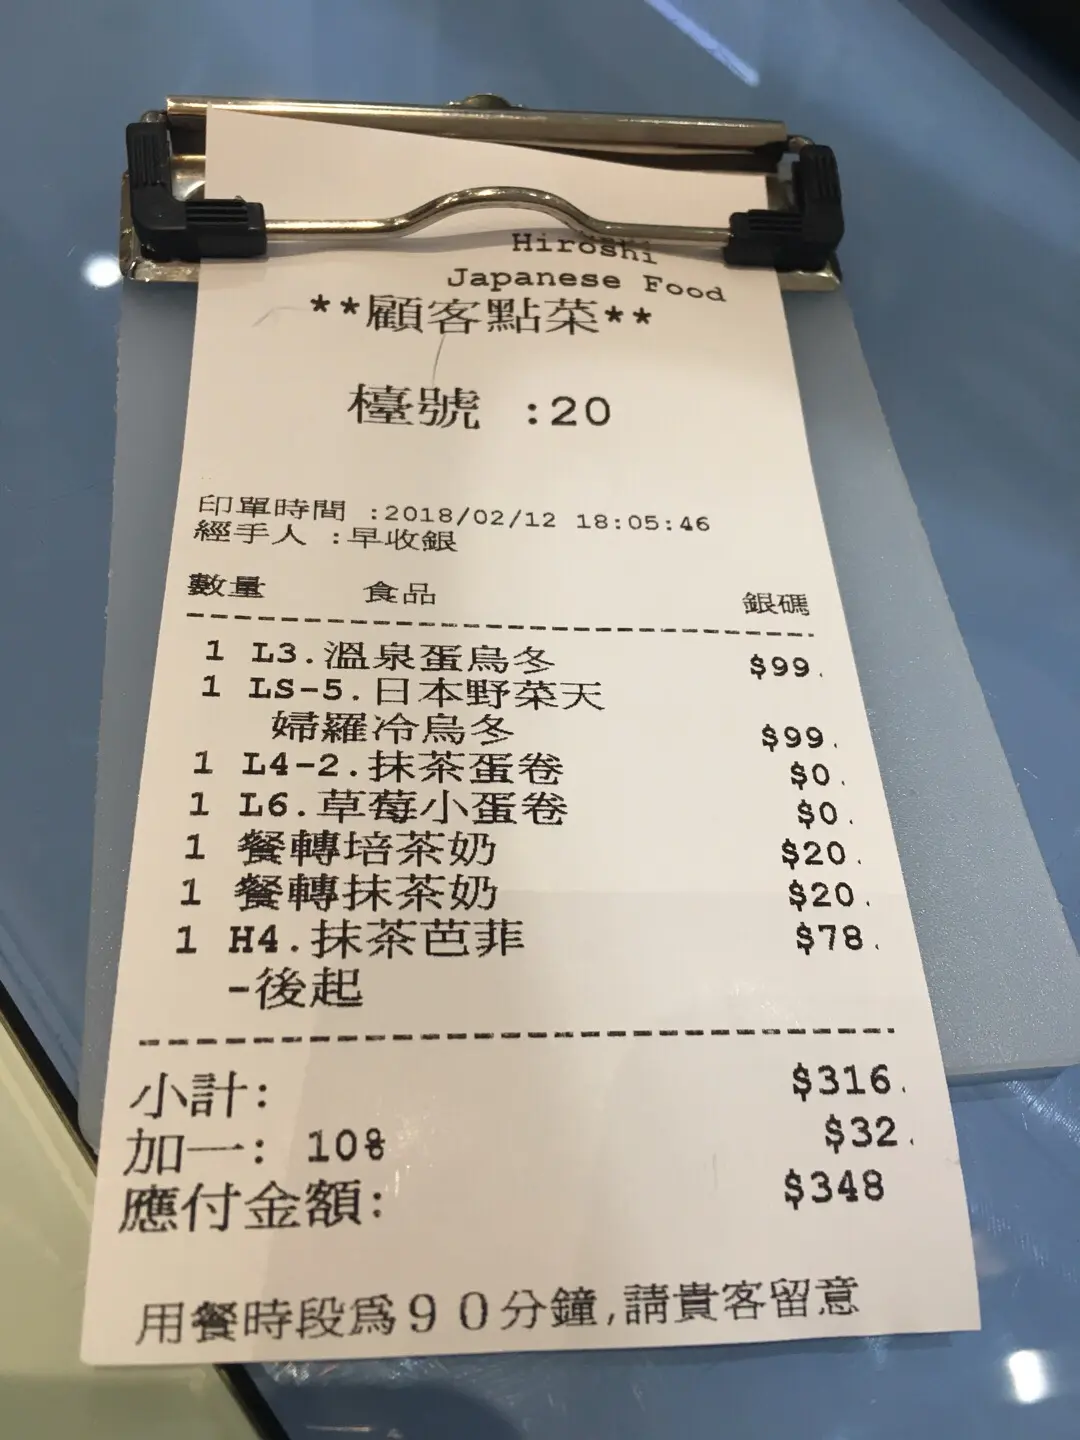 Hiroshi
Japanese Food
**顧客點菜**
檯號 :20
印單時間 :2018/02/12 18:05:46
經手人 :早收銀
數量 食品 銀碼
1 L3.溫泉蛋烏冬 $99.
1 LS-5.日本野菜天
婦羅冷烏冬 $99.
1 L4-2.抹茶蛋卷 $0.
1 L6.草莓小蛋卷 $0.
1 餐轉培茶奶 $20.
1 餐轉抹茶奶 $20.
1 H4.抹茶芭菲 $78.
-後起
小計: $316.
加一: 10% $32.
應付金額: $348
用餐時段為90分鐘,請貴客留意